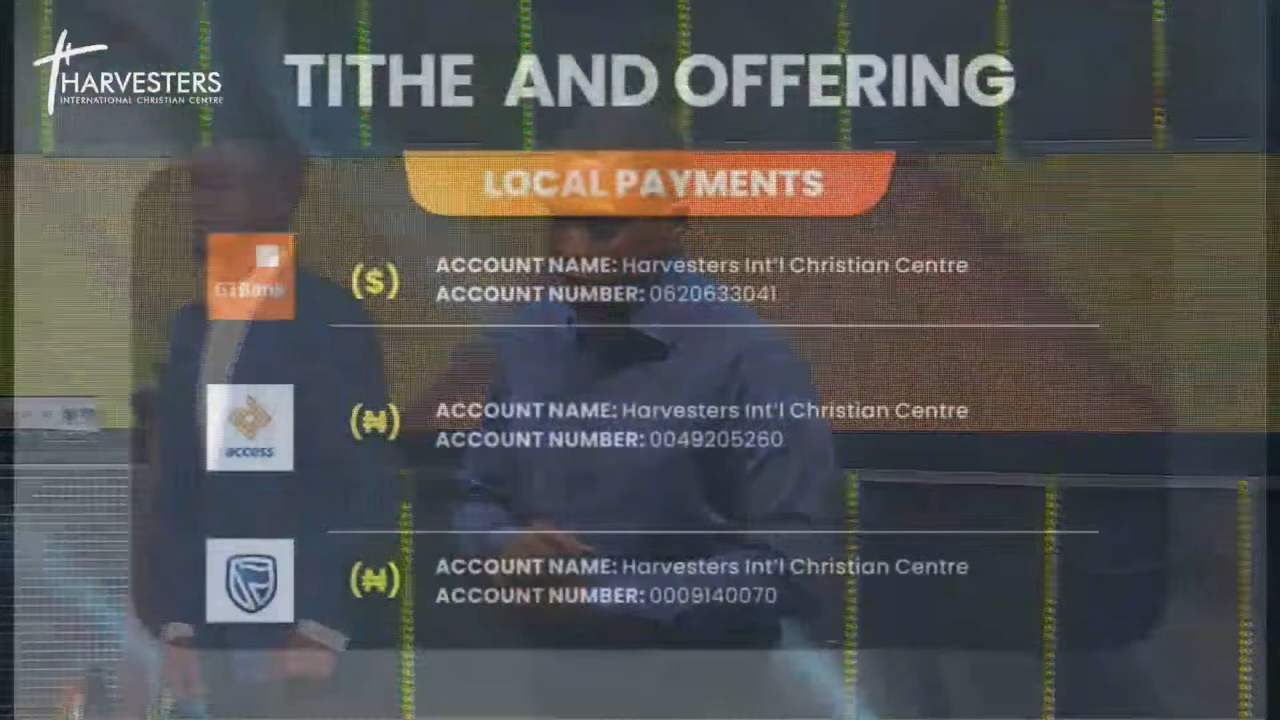 HARVESTERS
INTERNATIONAL CHRISTIAN CENTRE
TITHE AND OFFERING
LOCAL PAYMENTS
GTBank
($) ACCOUNT NAME: Harvesters Int'l Christian Centre
ACCOUNT NUMBER: 0620633041
access
(₦) ACCOUNT NAME: Harvesters Int'l Christian Centre
ACCOUNT NUMBER: 0049205260
(₦) ACCOUNT NAME: Harvesters Int'l Christian Centre
ACCOUNT NUMBER: 0009140070